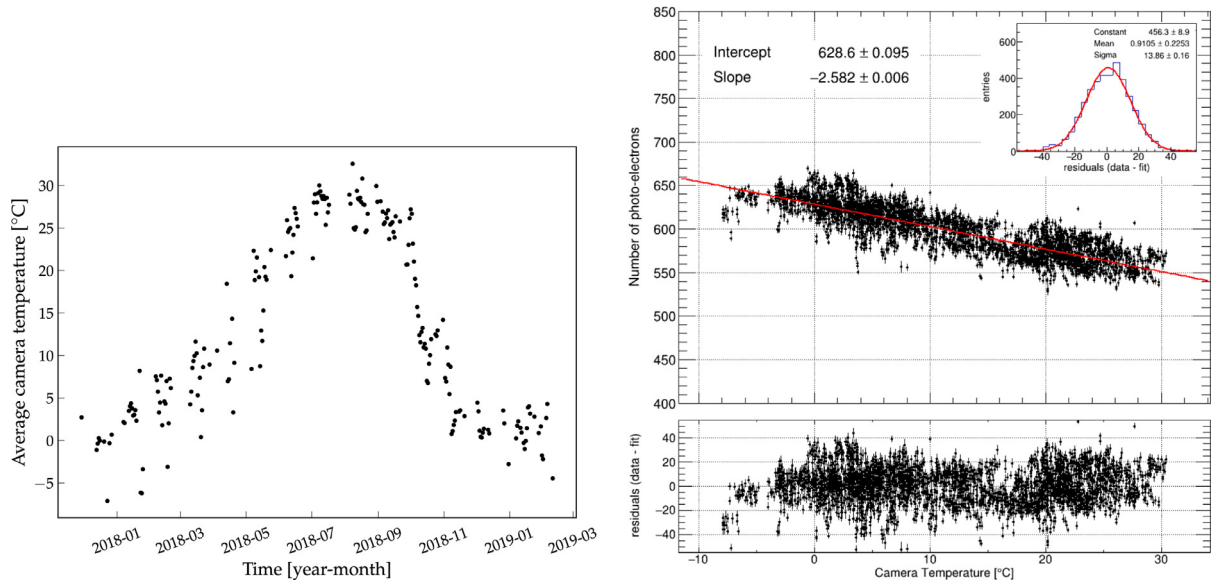 Average camera temperature [°C]
30
25
20
15
10
5
0
−5
2018-01
2018-03
2018-05
2018-07
2018-09
2018-11
2019-01
2019-03
Time [year-month]
Number of photo-electrons
850
800
750
700
650
600
550
500
450
400
Intercept 628.6 ± 0.095
Slope −2.582 ± 0.006
Constant 456.3 ± 8.9
Mean 0.9105 ± 0.2253
Sigma 13.86 ± 0.16
entries
600
400
200
0
−40 −20 0 20 40
residuals (data - fit)
residuals (data - fit)
40
20
0
−20
−40
−10 0 10 20 30
Camera Temperature [°C]